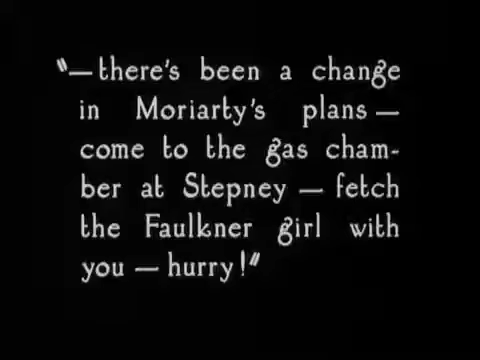 "—there's been a change
in Moriarty's plans—
come to the gas cham-
ber at Stepney — fetch
the Faulkner girl with
you — hurry!"